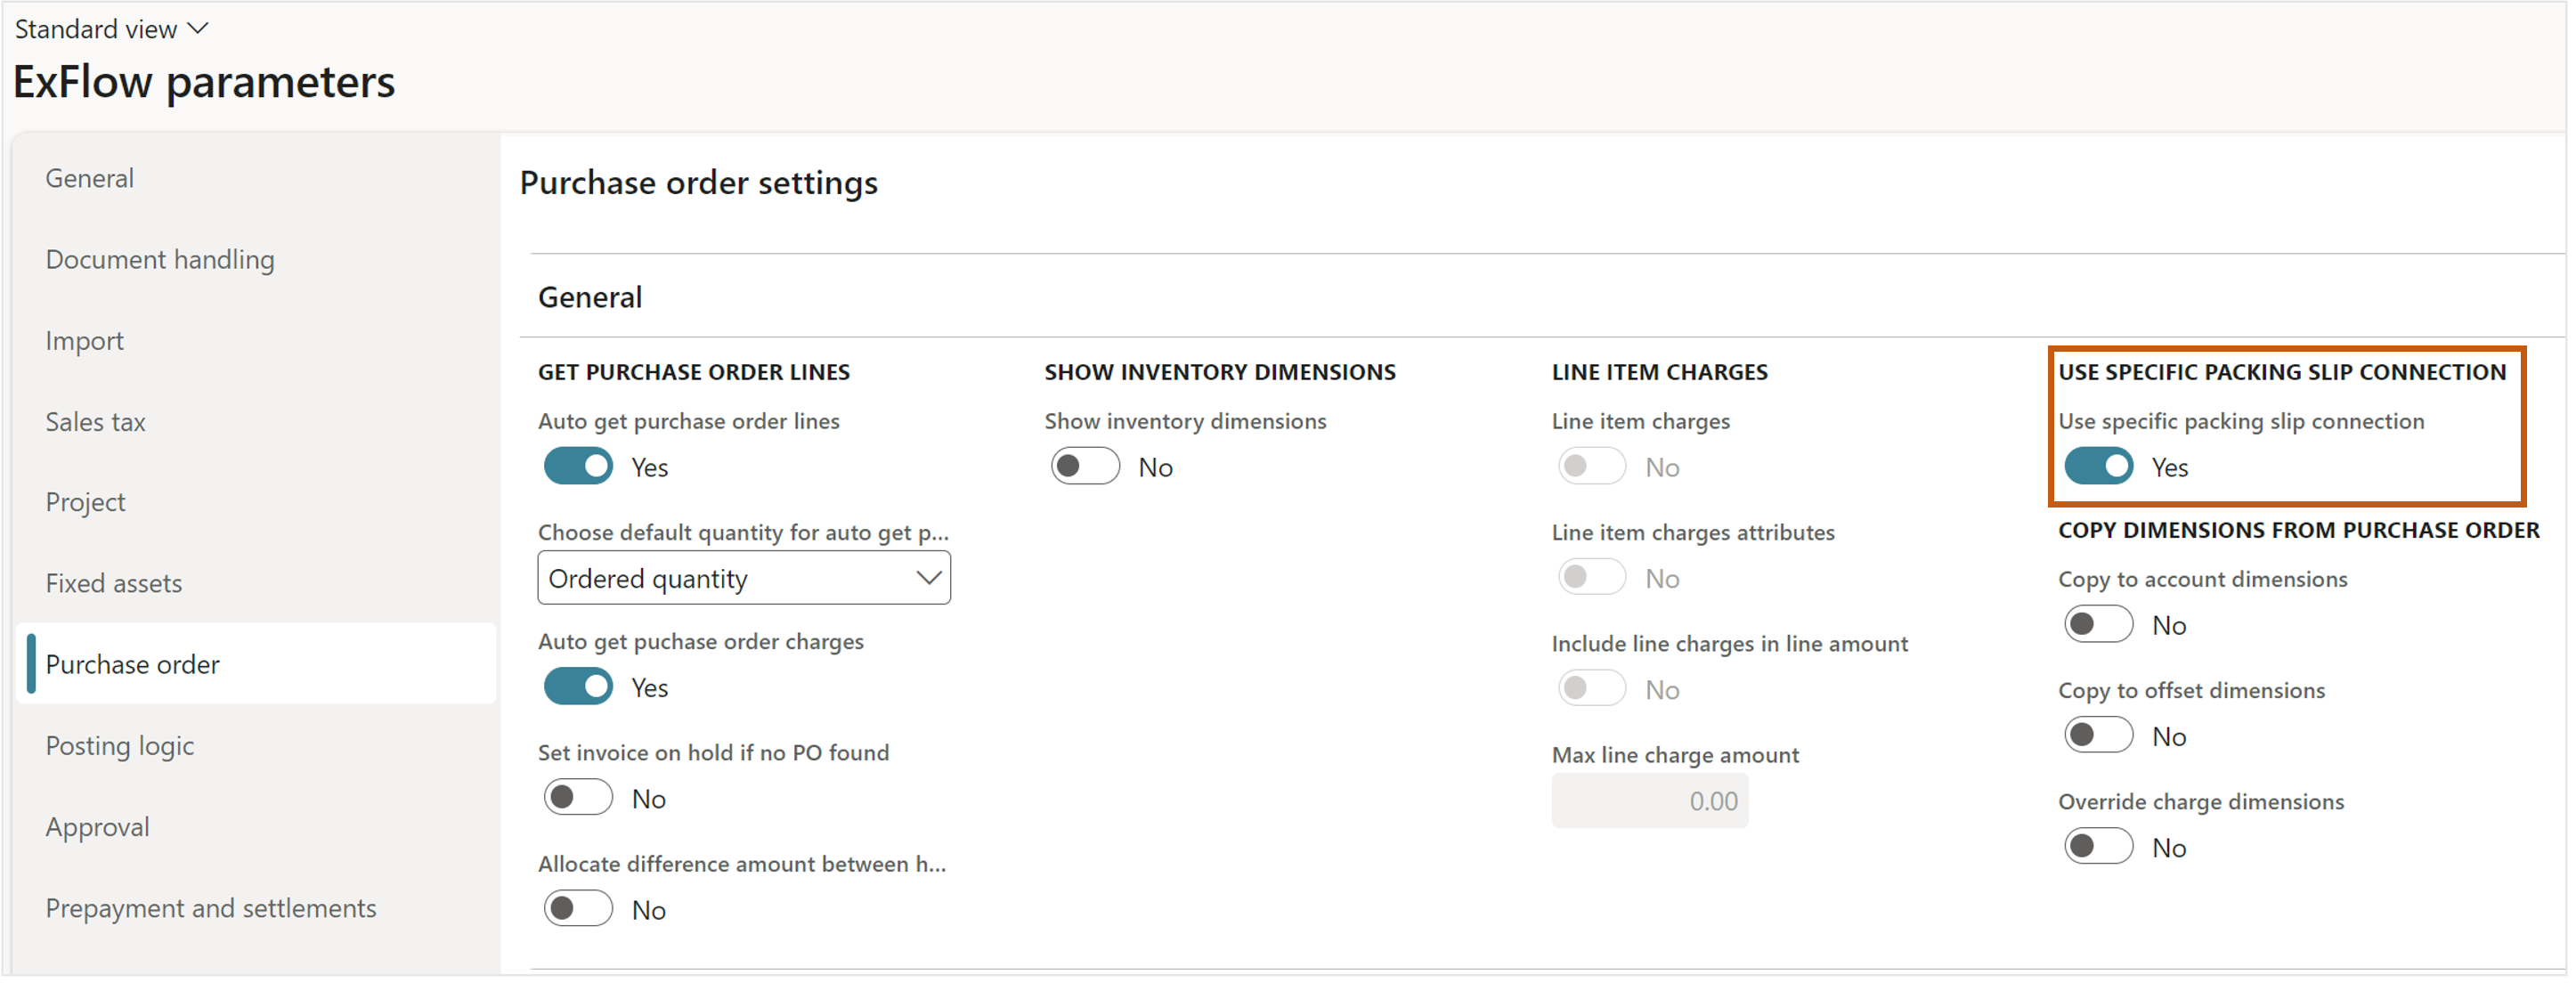 Standard view
ExFlow parameters
General
Document handling
Import
Sales tax
Project
Fixed assets
Purchase order
Posting logic
Approval
Prepayment and settlements
Purchase order settings
General
GET PURCHASE ORDER LINES
Auto get purchase order lines
Yes
Choose default quantity for auto get p...
Ordered quantity
Auto get puchase order charges
Yes
Set invoice on hold if no PO found
No
Allocate difference amount between h...
No
SHOW INVENTORY DIMENSIONS
Show inventory dimensions
No
LINE ITEM CHARGES
Line item charges
No
Line item charges attributes
No
Include line charges in line amount
No
Max line charge amount
0.00
USE SPECIFIC PACKING SLIP CONNECTION
Use specific packing slip connection
Yes
COPY DIMENSIONS FROM PURCHASE ORDER
Copy to account dimensions
No
Copy to offset dimensions
No
Override charge dimensions
No